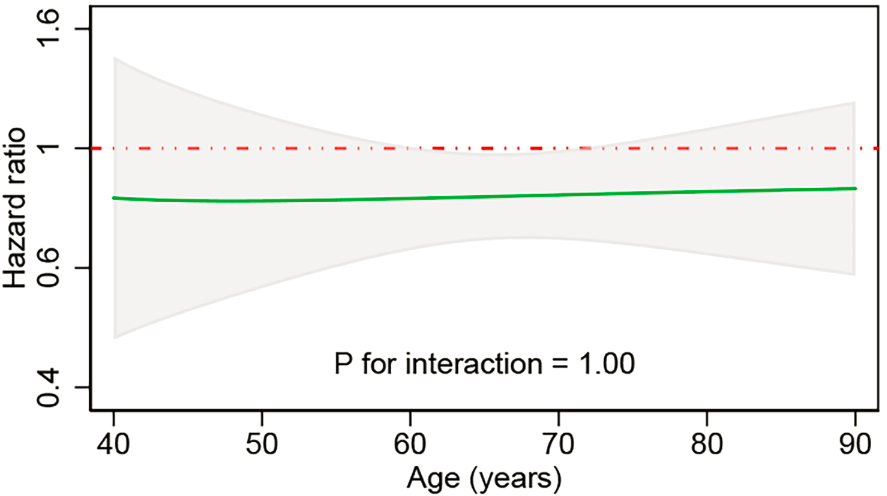 Hazard ratio
1.6
1
0.6
0.4
P for interaction = 1.00
40 50 60 70 80 90
Age (years)